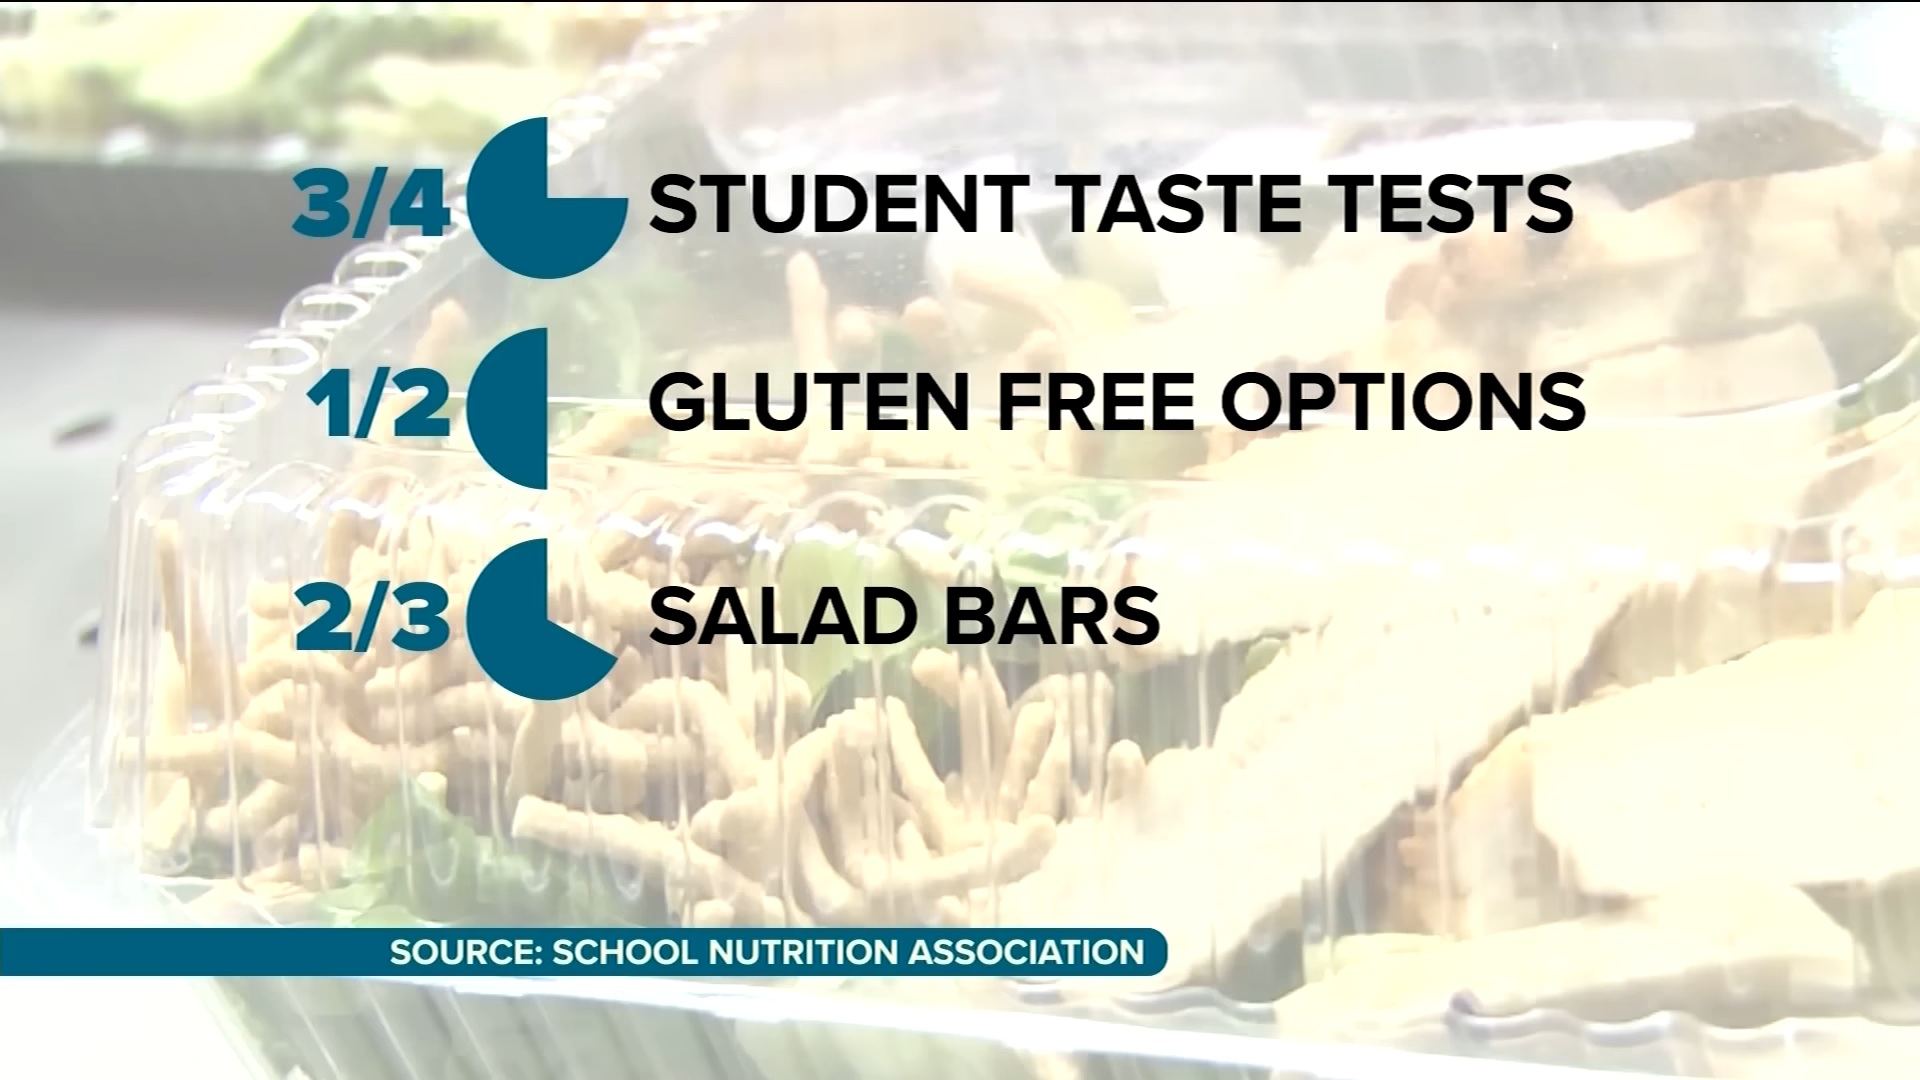 3/4 STUDENT TASTE TESTS
1/2 GLUTEN FREE OPTIONS
2/3 SALAD BARS
SOURCE: SCHOOL NUTRITION ASSOCIATION